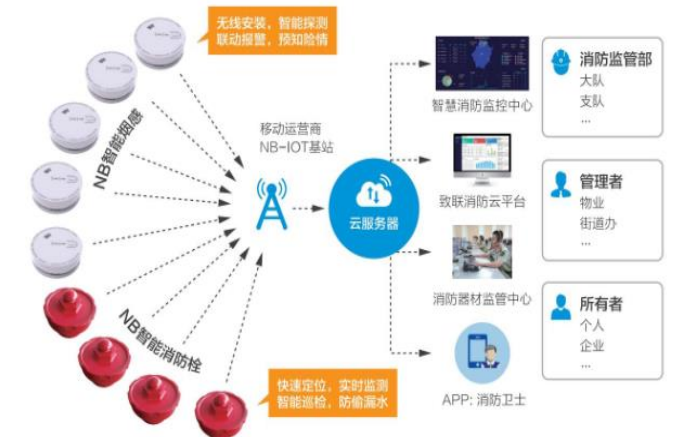 无线安装，智能探测
联动报警，预知险情
NB智能烟感
NB智能消防栓
快速定位，实时监测
智能巡检，防偷漏水
移动运营商
NB-IOT基站
云服务器
智慧消防监控中心
致联消防云平台
消防器材监管中心
APP: 消防卫士
消防监管部
大队
支队
...
管理者
物业
街道办
...
所有者
个人
企业
...